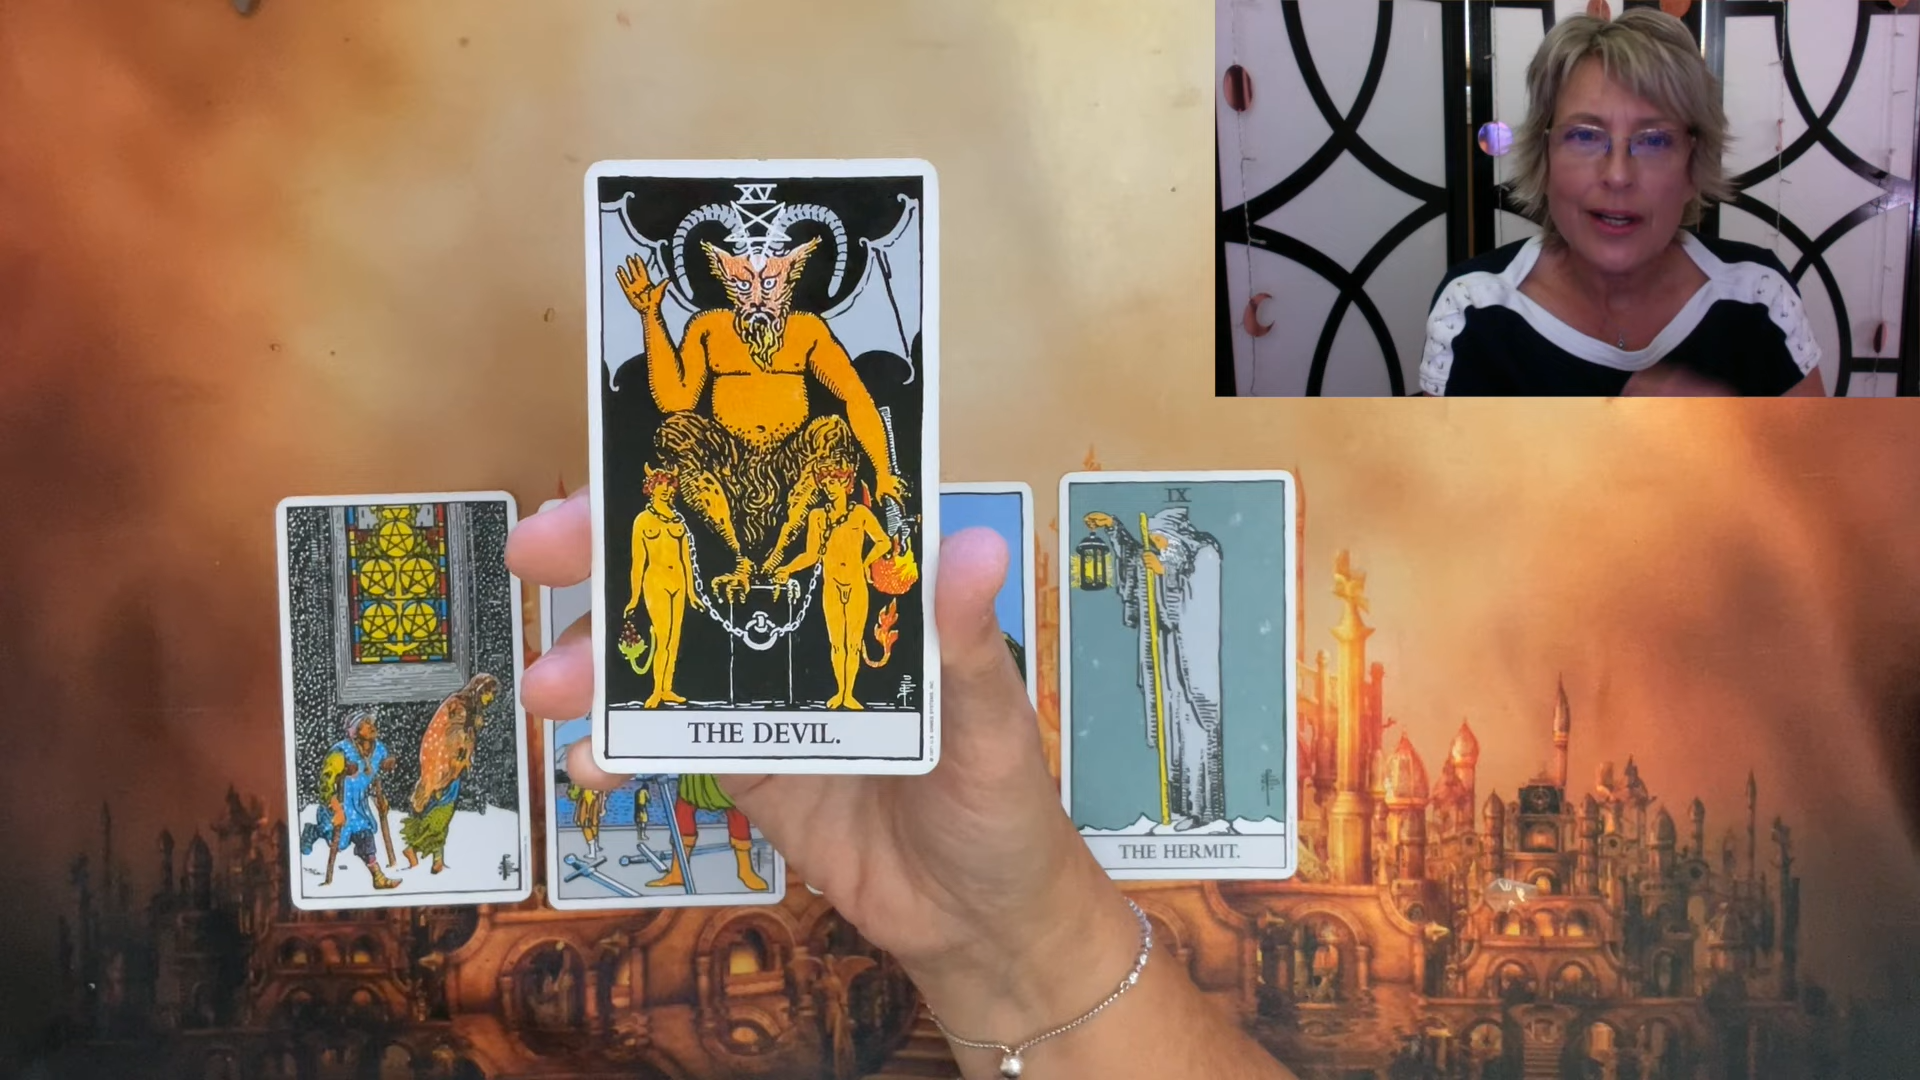 XV
THE DEVIL.
IX
THE HERMIT.